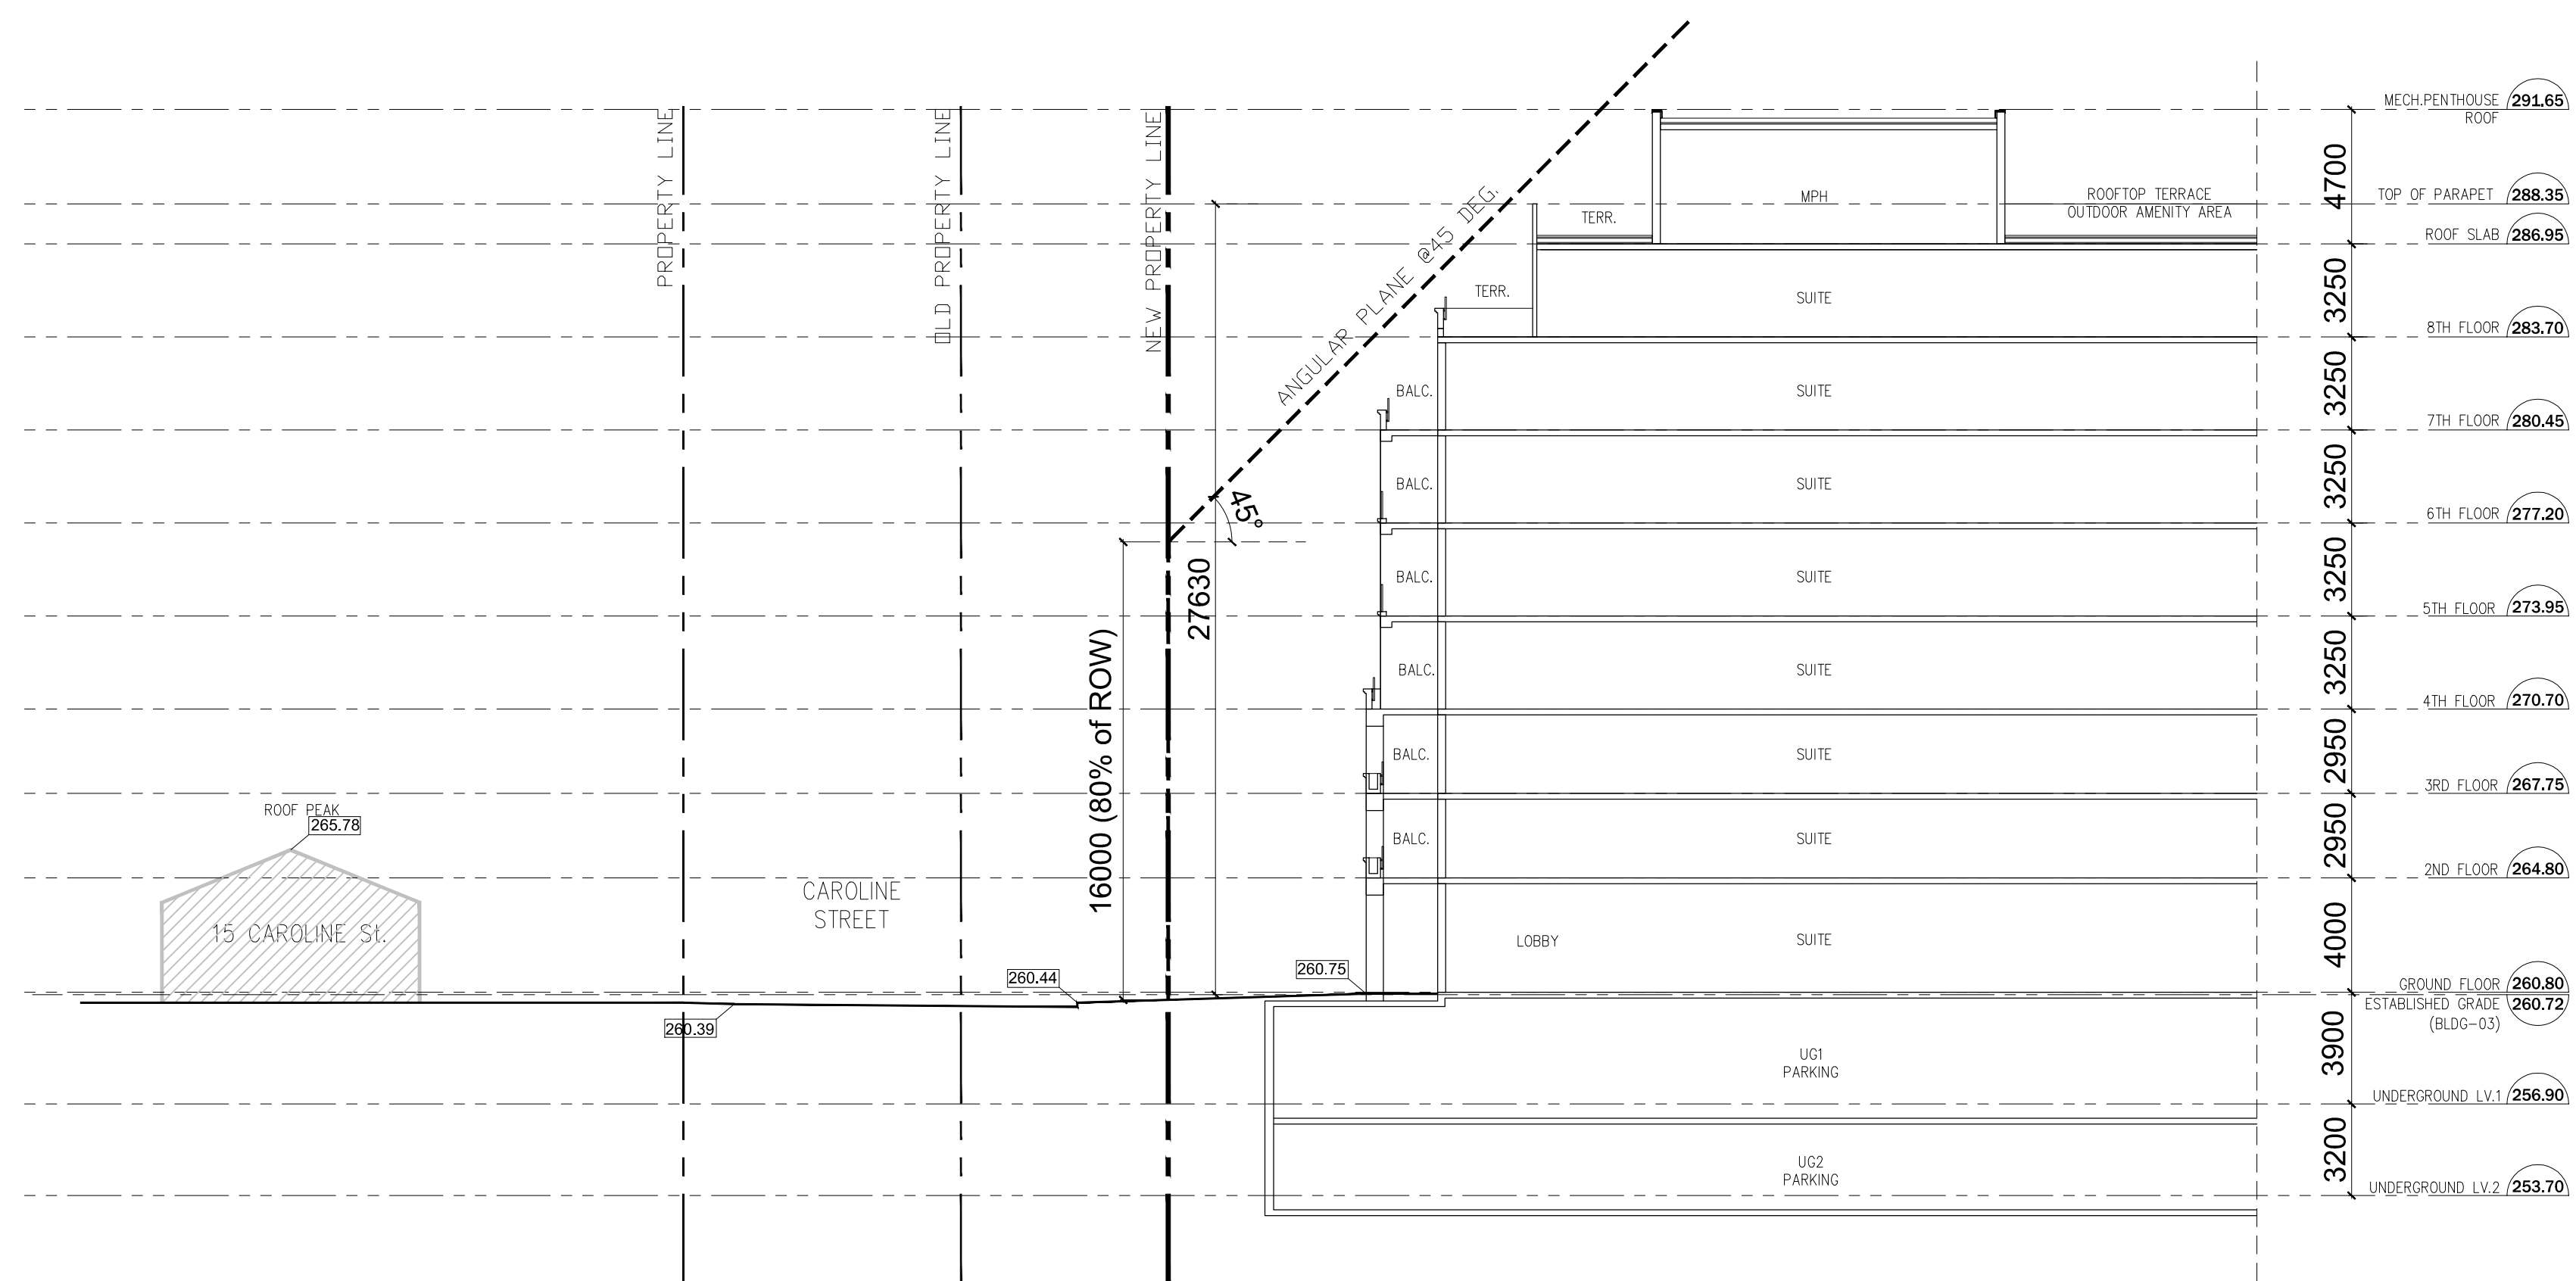 MECH.PENTHOUSE 291.65
ROOF
4700
TOP OF PARAPET 288.35
ROOF SLAB 286.95
3250
8TH FLOOR 283.70
3250
7TH FLOOR 280.45
3250
6TH FLOOR 277.20
3250
5TH FLOOR 273.95
3250
4TH FLOOR 270.70
2950
3RD FLOOR 267.75
2950
2ND FLOOR 264.80
4000
GROUND FLOOR 260.80
ESTABLISHED GRADE 260.72
(BLDG-03)
3900
UNDERGROUND LV.1 256.90
3200
UNDERGROUND LV.2 253.70
PROPERTY LINE
OLD PROPERTY LINE
NEW PROPERTY LINE
ANGULAR PLANE @45 DEG.
45°
27630
16000 (80% of ROW)
TERR.
MPH
ROOFTOP TERRACE
OUTDOOR AMENITY AREA
TERR.
SUITE
BALC.
SUITE
BALC.
SUITE
BALC.
SUITE
BALC.
SUITE
BALC.
SUITE
BALC.
SUITE
LOBBY
SUITE
UG1
PARKING
UG2
PARKING
ROOF PEAK
265.78
15 CAROLINE St.
CAROLINE
STREET
260.44
260.75
260.39